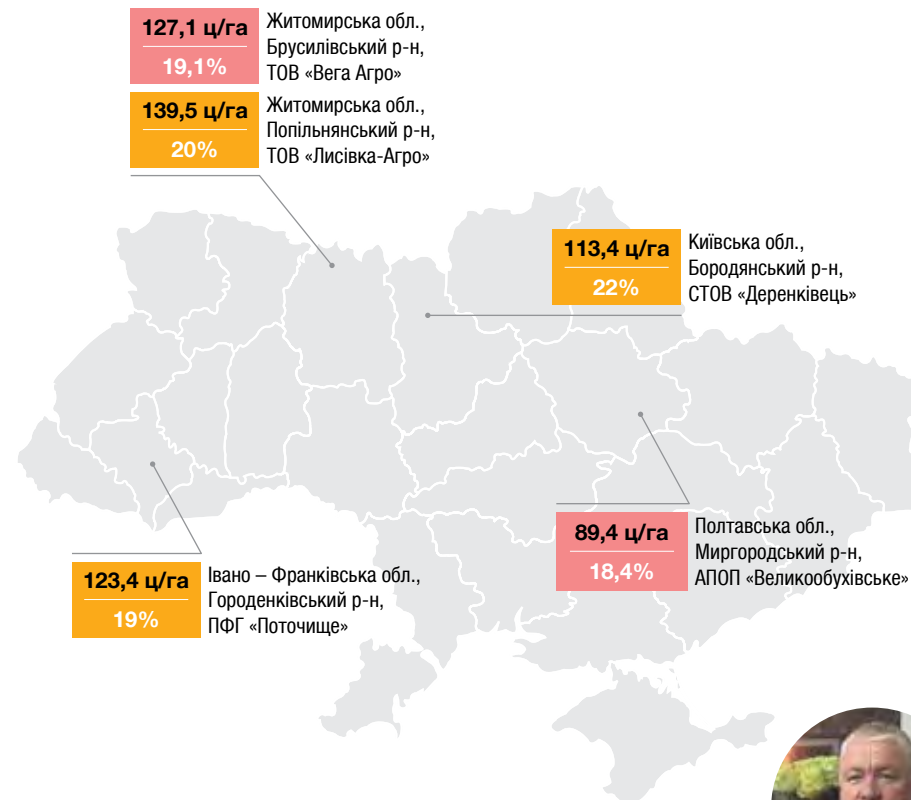 127,1 ц/га
19,1%
Житомирська обл.,
Брусилівський р-н,
ТОВ «Вега Агро»
139,5 ц/га
20%
Житомирська обл.,
Попільнянський р-н,
ТОВ «Лисівка-Агро»
113,4 ц/га
22%
Київська обл.,
Бородянський р-н,
СТОВ «Деренківець»
89,4 ц/га
18,4%
Полтавська обл.,
Миргородський р-н,
АПОП «Великообухівське»
123,4 ц/га
19%
Івано – Франківська обл.,
Городенківський р-н,
ПФГ «Поточище»